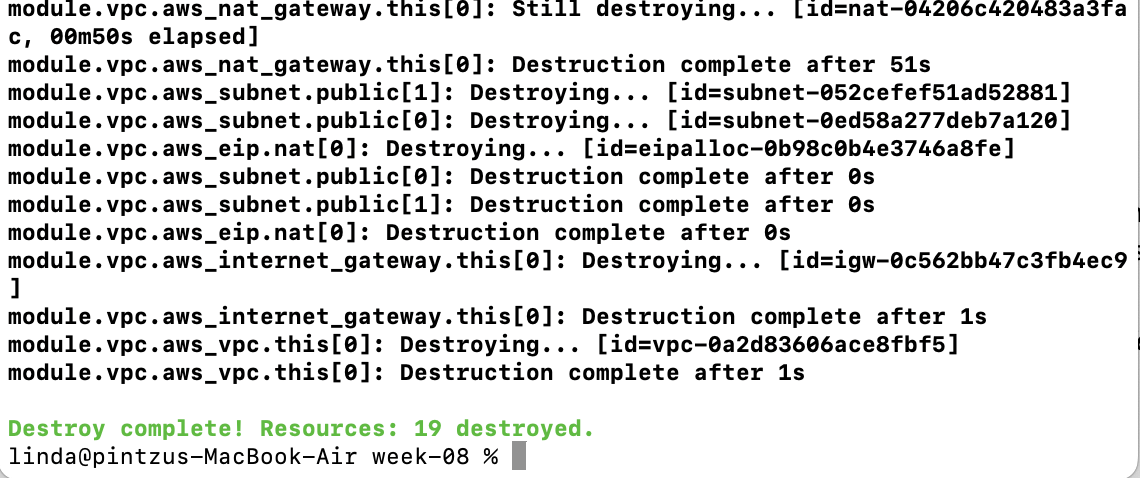 module.vpc.aws_nat_gateway.this[0]: Still destroying... [id=nat-04206c420483a3fa
c, 00m50s elapsed]
module.vpc.aws_nat_gateway.this[0]: Destruction complete after 51s
module.vpc.aws_subnet.public[1]: Destroying... [id=subnet-052cefef51ad52881]
module.vpc.aws_subnet.public[0]: Destroying... [id=subnet-0ed58a277deb7a120]
module.vpc.aws_eip.nat[0]: Destroying... [id=eipalloc-0b98c0b4e3746a8fe]
module.vpc.aws_subnet.public[0]: Destruction complete after 0s
module.vpc.aws_subnet.public[1]: Destruction complete after 0s
module.vpc.aws_eip.nat[0]: Destruction complete after 0s
module.vpc.aws_internet_gateway.this[0]: Destroying... [id=igw-0c562bb47c3fb4ec9
]
module.vpc.aws_internet_gateway.this[0]: Destruction complete after 1s
module.vpc.aws_vpc.this[0]: Destroying... [id=vpc-0a2d83606ace8fbf5]
module.vpc.aws_vpc.this[0]: Destruction complete after 1s
Destroy complete! Resources: 19 destroyed.
linda@pintzus-MacBook-Air week-08 %